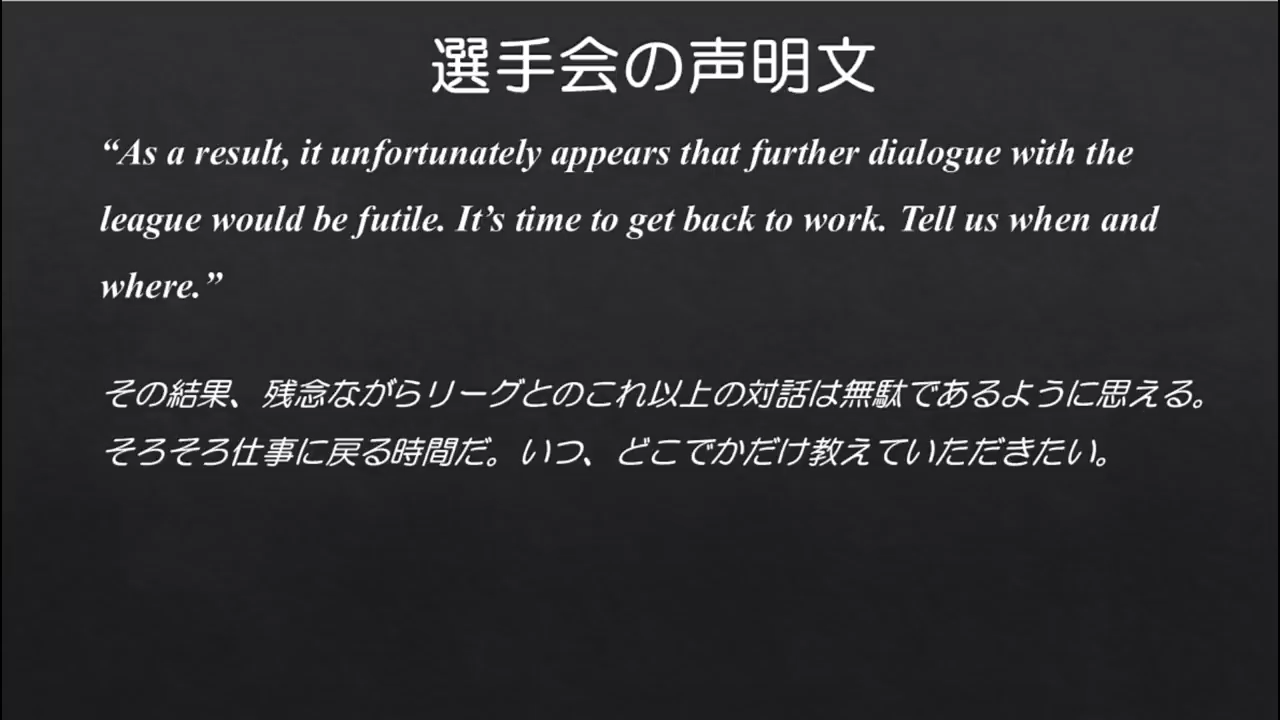 選手会の声明文
“As a result, it unfortunately appears that further dialogue with the
league would be futile. It’s time to get back to work. Tell us when and
where.”
その結果、残念ながらリーグとのこれ以上の対話は無駄であるように思える。
そろそろ仕事に戻る時間だ。いつ、どこでかだけ教えていただきたい。